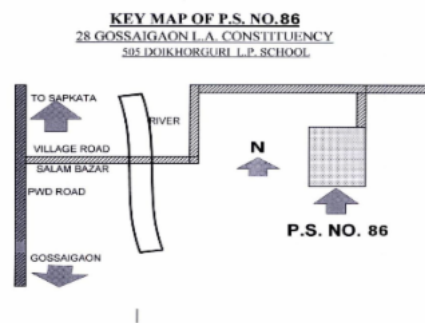 KEY MAP OF P.S. NO.86
28 GOSSAIGAON L.A. CONSTITUENCY
505 DOIKHORGURI L.P. SCHOOL
TO SAPKATA
RIVER
VILLAGE ROAD
N
SALAM BAZAR
PWD ROAD
P.S. NO. 86
GOSSAIGAON